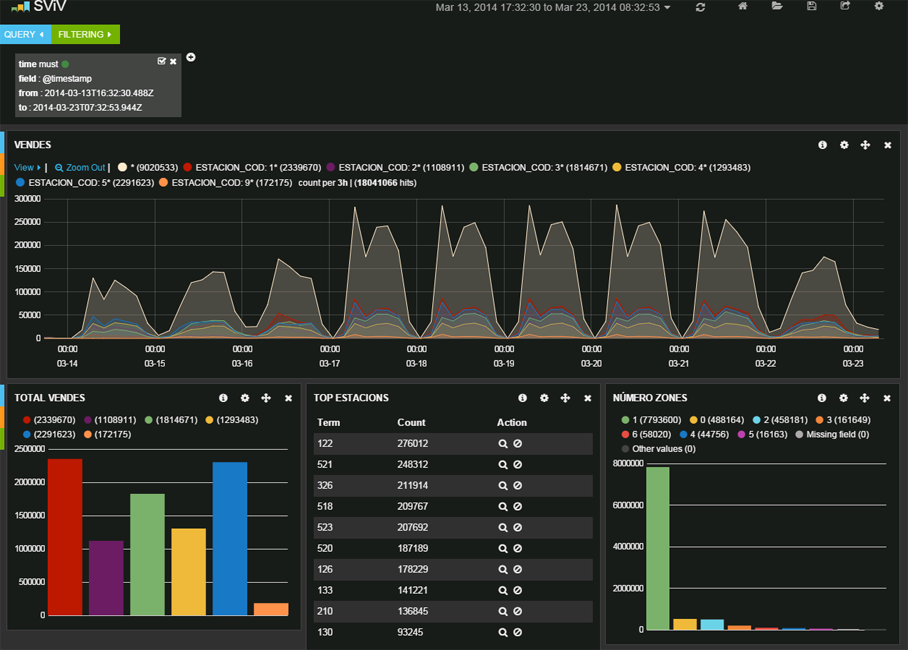 SViV
Mar 13, 2014 17:32:30 to Mar 23, 2014 08:32:53
QUERY FILTERING
time must
field : @timestamp
from : 2014-03-13T16:32:30.488Z
to : 2014-03-23T07:32:53.944Z
VENDES
View | Zoom Out | * (9020533) ESTACION_COD: 1* (2339670) ESTACION_COD: 2* (1108911) ESTACION_COD: 3* (1814671) ESTACION_COD: 4* (1293483)
ESTACION_COD: 5* (2291623) ESTACION_COD: 9* (172175) count per 3h | (18041066 hits)
300000
250000
200000
150000
100000
50000
0
00:00 00:00 00:00 00:00 00:00 00:00 00:00 00:00 00:00 00:00
03-14 03-15 03-16 03-17 03-18 03-19 03-20 03-21 03-22 03-23
TOTAL VENDES
(2339670) (1108911) (1814671) (1293483)
(2291623) (172175)
2500000
2000000
1500000
1000000
500000
0
TOP ESTACIONS
Term Count Action
122 276012
521 248312
326 211914
518 209767
523 207692
520 187189
126 178229
133 141221
210 136845
130 93245
NÚMERO ZONES
1 (7793600) 0 (488164) 2 (458181) 3 (161649)
6 (58020) 4 (44756) 5 (16163) Missing field (0)
Other values (0)
8000000
6000000
4000000
2000000
0